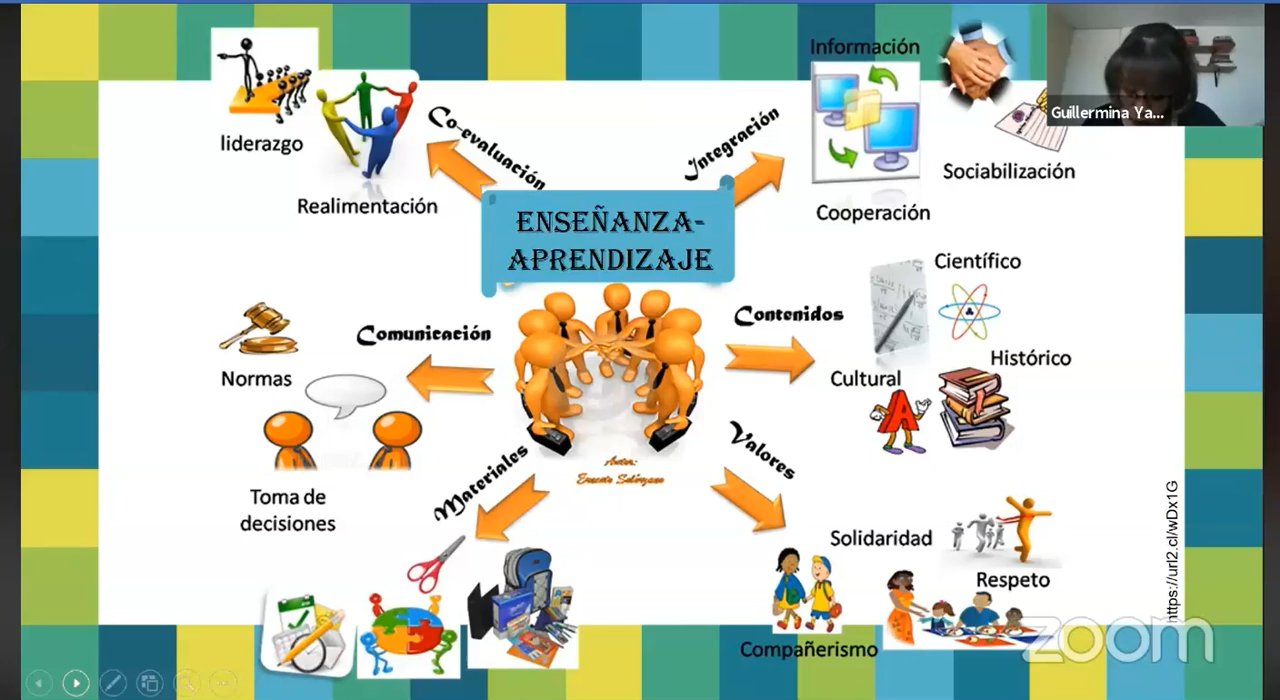 liderazgo
Realimentación
Co-evaluación
Integración
Información
Cooperación
Sociabilización
Guillermina Ya...
ENSEÑANZA-
APRENDIZAJE
Comunicación
Normas
Toma de
decisiones
Contenidos
Científico
Histórico
Cultural
A
Materiales
Autor:
Valores
Solidaridad
Respeto
Compañerismo
https://url2.cl/wDx1G
zoom